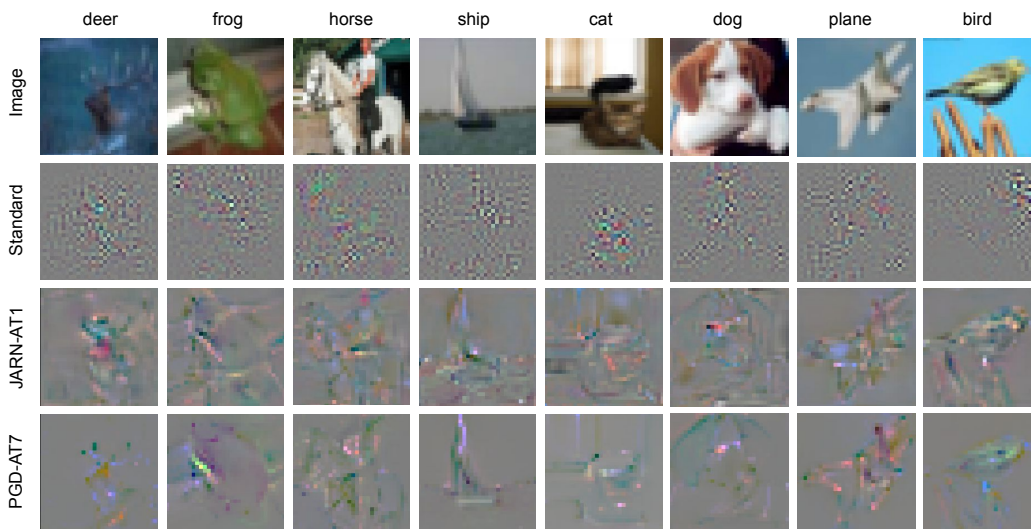 deer frog horse ship cat dog plane bird
Image
Standard
JARN-AT1
PGD-AT7